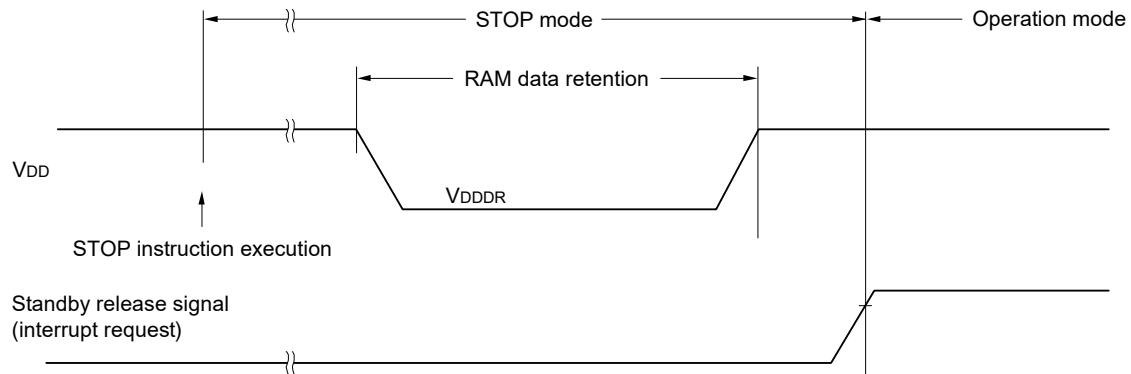 STOP mode
Operation mode
RAM data retention
VDD
VDDDR
STOP instruction execution
Standby release signal
(interrupt request)